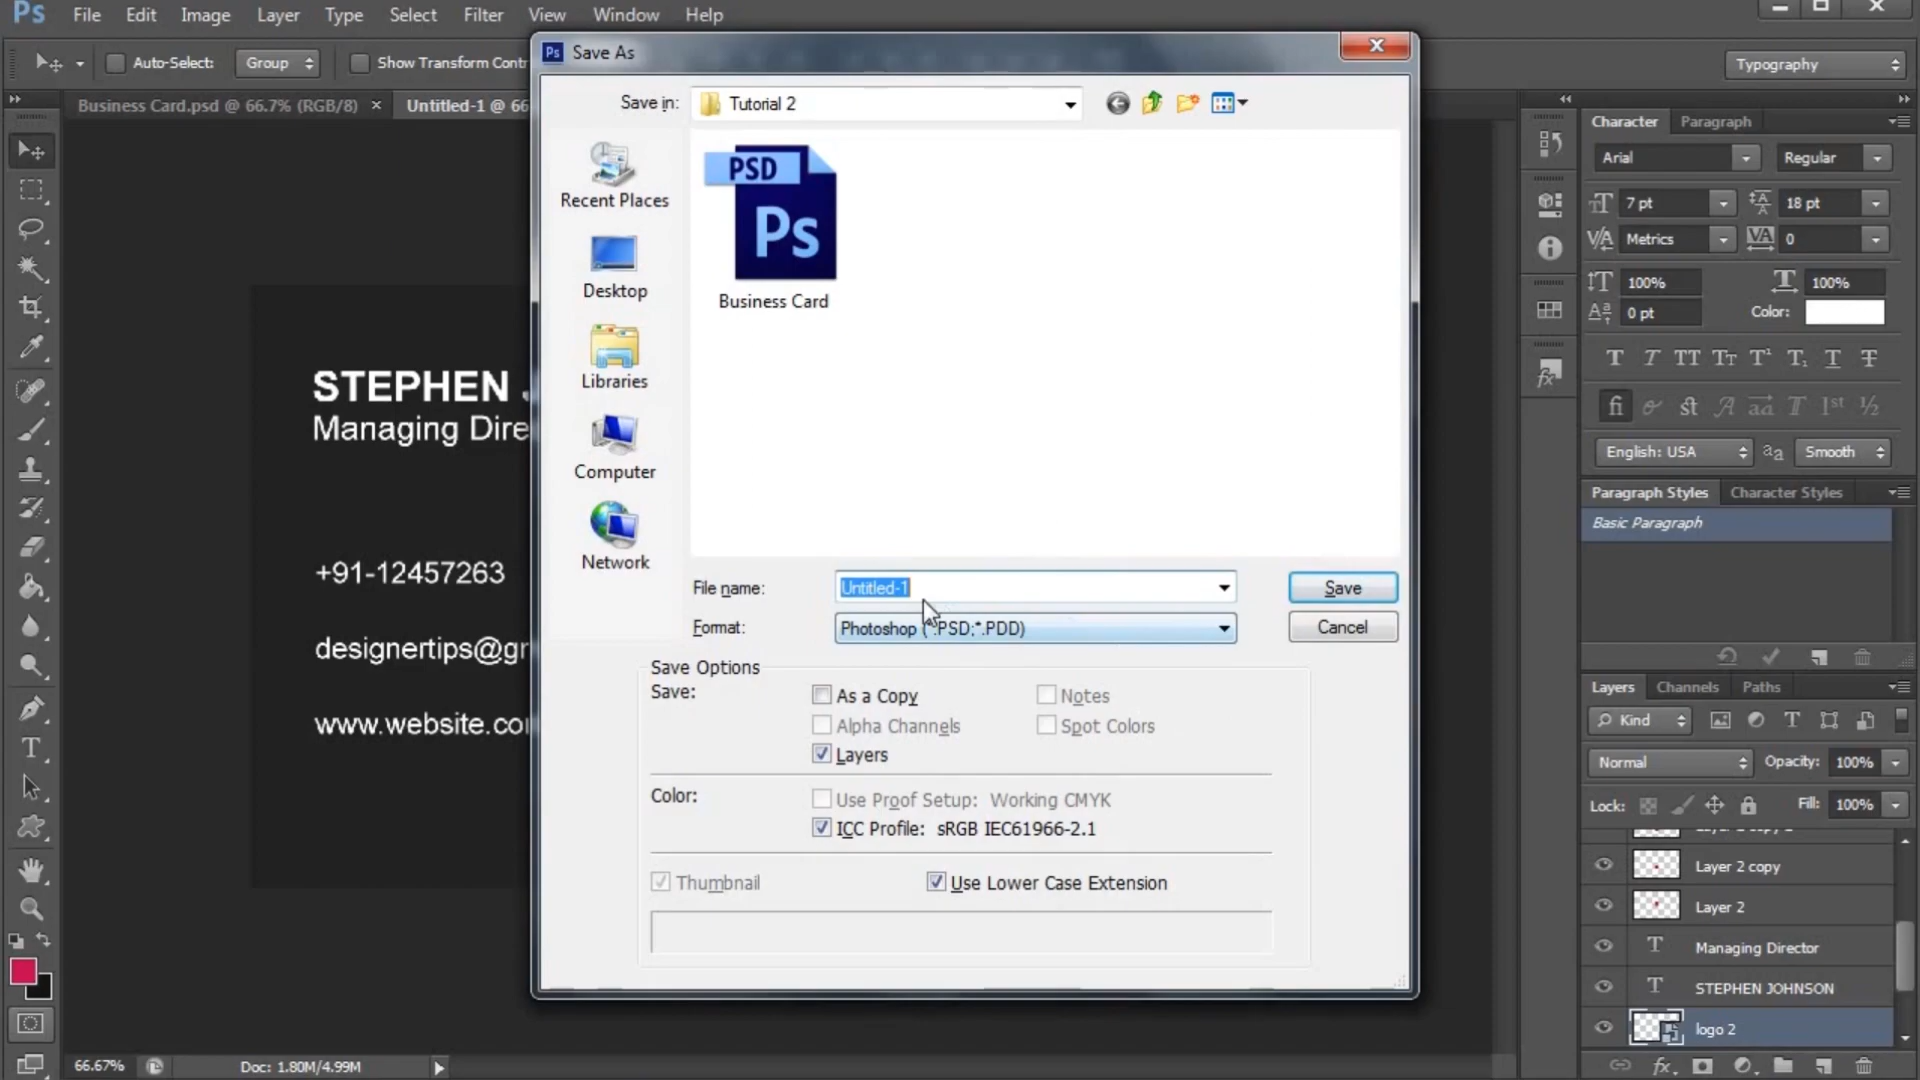 Ps File Edit Image Layer Type Select Filter View Window Help
Auto-Select: Group Show Transform Contr Typography
Business Card.psd @ 66.7% (RGB/8) × Untitled-1 @ 66
Ps Save As
Save in: Tutorial 2
PSD
Ps
Business Card
Recent Places
Desktop
Libraries
Computer
Network
File name: Untitled-1 Save
Format: Photoshop (*.PSD;*.PDD) Cancel
Save Options
Save: As a Copy Notes
Alpha Channels Spot Colors
Layers
Color: Use Proof Setup: Working CMYK
ICC Profile: sRGB IEC61966-2.1
Thumbnail Use Lower Case Extension
STEPHEN
Managing Dire
+91-12457263
designertips@gr
www.website.co
66.67% Doc: 1.80M/4.99M
Character Paragraph
Arial Regular
7 pt 18 pt
Metrics 0
100% 100%
0 pt Color:
English: USA aa Smooth
Paragraph Styles Character Styles
Basic Paragraph
Layers Channels Paths
Kind
Normal Opacity: 100%
Lock: Fill: 100%
Layer 2 copy
Layer 2
Managing Director
STEPHEN JOHNSON
logo 2